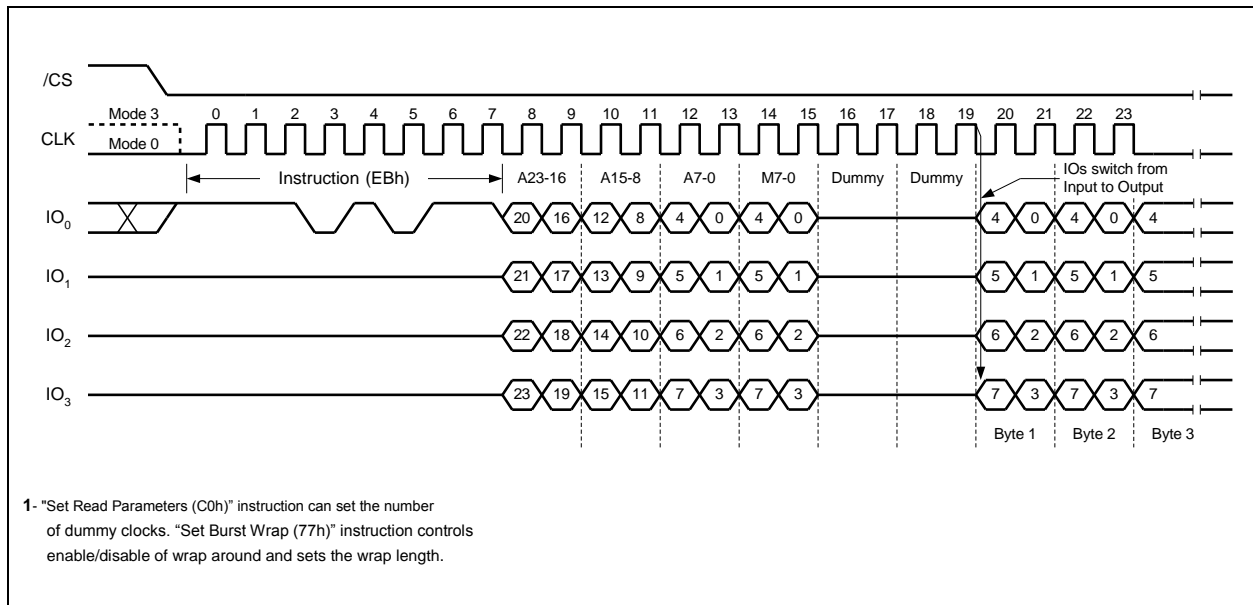 /CS
Mode 3 0 1 2 3 4 5 6 7 8 9 10 11 12 13 14 15 16 17 18 19 20 21 22 23
CLK
Mode 0
Instruction (EBh) A23-16 A15-8 A7-0 M7-0 Dummy Dummy
IOs switch from
Input to Output
IO0 20 16 12 8 4 0 4 0 4 0 4 0 4
IO1 21 17 13 9 5 1 5 1 5 1 5 1 5
IO2 22 18 14 10 6 2 6 2 6 2 6 2 6
IO3 23 19 15 11 7 3 7 3 7 3 7 3 7
Byte 1 Byte 2 Byte 3
1- "Set Read Parameters (C0h)” instruction can set the number
of dummy clocks. “Set Burst Wrap (77h)” instruction controls
enable/disable of wrap around and sets the wrap length.